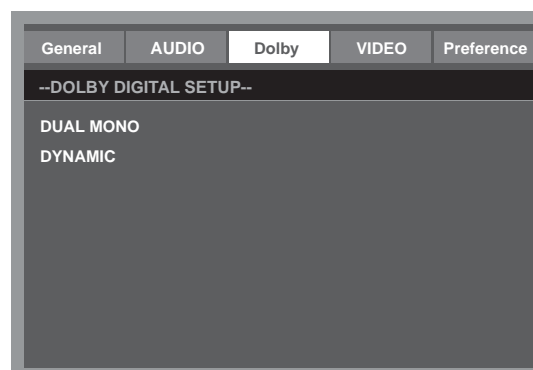 General AUDIO Dolby VIDEO Preference
--DOLBY DIGITAL SETUP--
DUAL MONO
DYNAMIC